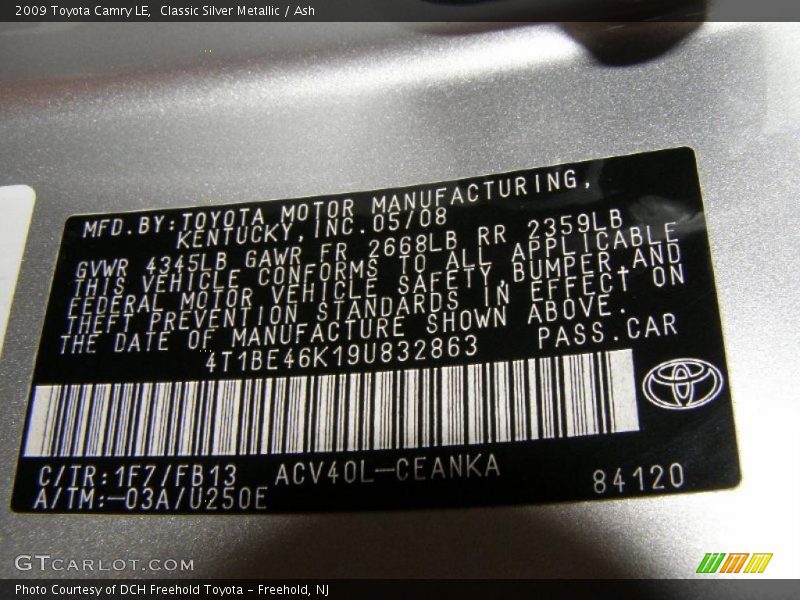 2009 Toyota Camry LE,  Classic Silver Metallic / Ash
MFD.BY:TOYOTA MOTOR MANUFACTURING,
KENTUCKY,INC.05/08
GVWR 4345LB GAWR FR 2668LB RR 2359LB
THIS VEHICLE CONFORMS TO ALL APPLICABLE
FEDERAL MOTOR VEHICLE SAFETY,BUMPER AND
THEFT PREVENTION STANDARDS IN EFFECT ON
THE DATE OF MANUFACTURE SHOWN ABOVE.
4T1BE46K19U832863 PASS.CAR
C/TR:1F7/FB13 ACV40L-CEANKA
A/TM:-03A/U250E 84120
GTCARLOT.COM
Photo Courtesy of DCH Freehold Toyota - Freehold, NJ